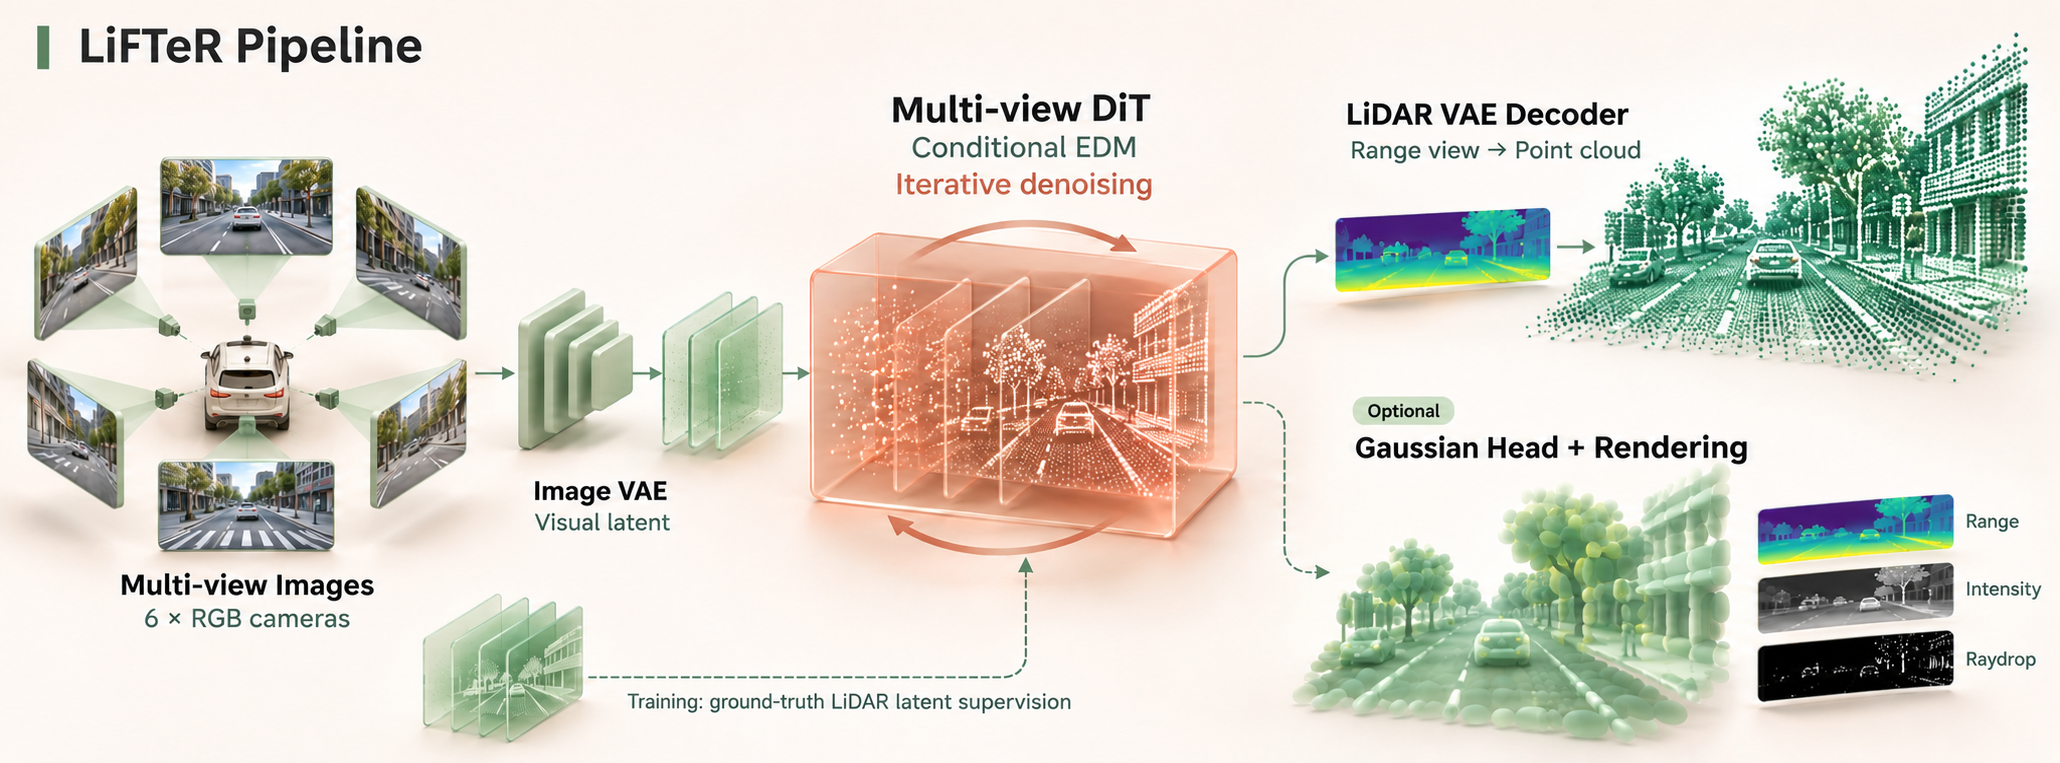 LiFTeR Pipeline
Multi-view Images
6 × RGB cameras
Image VAE
Visual latent
Multi-view DiT
Conditional EDM
Iterative denoising
Training: ground-truth LiDAR latent supervision
LiDAR VAE Decoder
Range view → Point cloud
Optional
Gaussian Head + Rendering
Range
Intensity
Raydrop